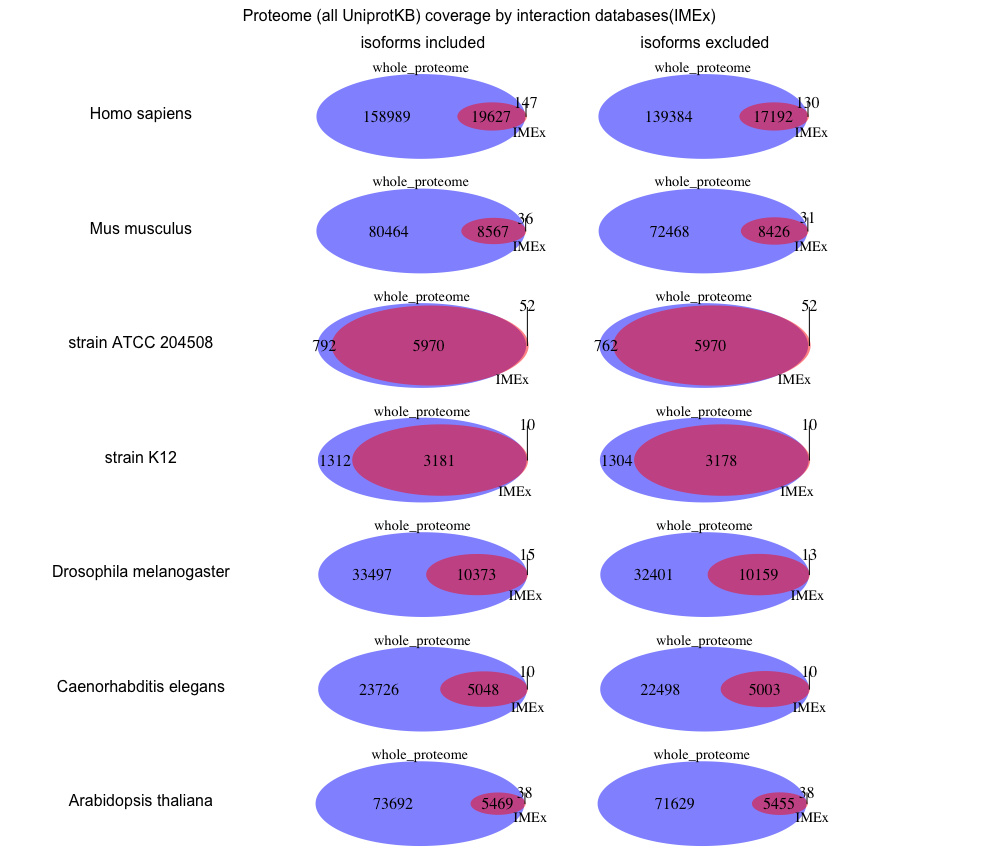 Proteome (all UniprotKB) coverage by interaction databases(IMEx)
isoforms included isoforms excluded
whole_proteome whole_proteome
147 130
Homo sapiens 158989 19627 139384 17192
IMEx IMEx
whole_proteome whole_proteome
36 31
Mus musculus 80464 8567 72468 8426
IMEx IMEx
whole_proteome whole_proteome
52 52
strain ATCC 204508 792 5970 762 5970
IMEx IMEx
whole_proteome whole_proteome
10 10
strain K12 1312 3181 1304 3178
IMEx IMEx
whole_proteome whole_proteome
15 13
Drosophila melanogaster 33497 10373 32401 10159
IMEx IMEx
whole_proteome whole_proteome
10 10
Caenorhabditis elegans 23726 5048 22498 5003
IMEx IMEx
whole_proteome whole_proteome
38 38
Arabidopsis thaliana 73692 5469 71629 5455
IMEx IMEx